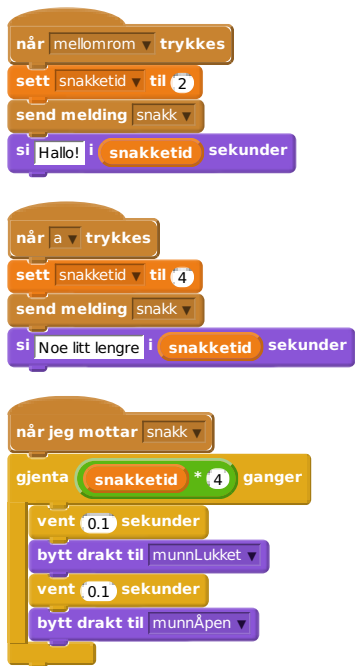 når mellomrom trykkes
sett snakketid til 2
send melding snakk
si Hallo! i snakketid sekunder
når a trykkes
sett snakketid til 4
send melding snakk
si Noe litt lengre i snakketid sekunder
når jeg mottar snakk
gjenta snakketid * 4 ganger
vent 0.1 sekunder
bytt drakt til munnLukket
vent 0.1 sekunder
bytt drakt til munnÅpen